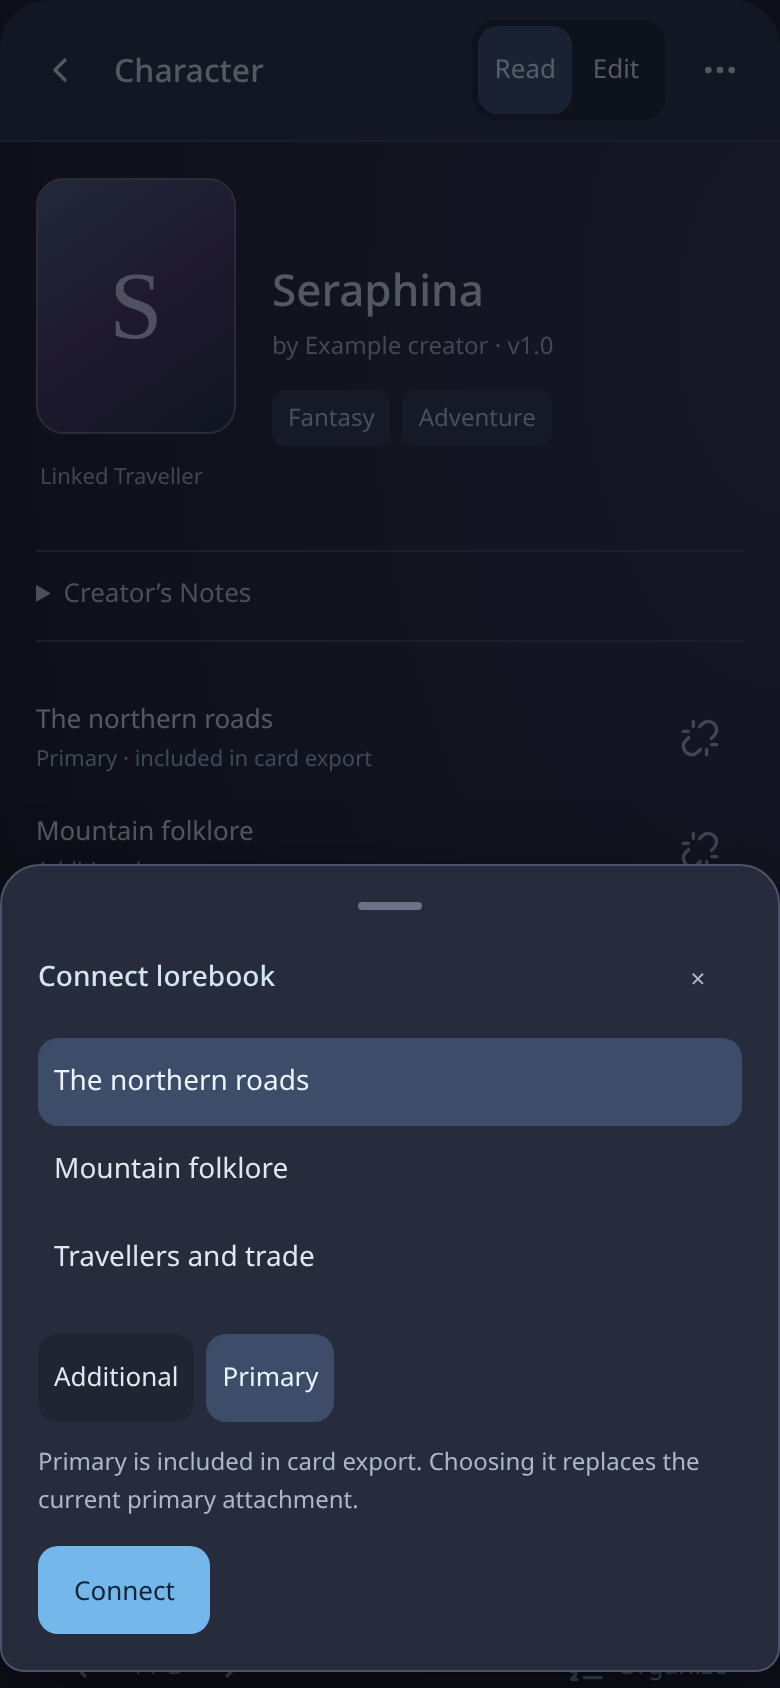 Character
Read
Edit
S
Seraphina
by Example creator · v1.0
Fantasy
Adventure
Linked Traveller
Creator’s Notes
The northern roads
Primary · included in card export
Mountain folklore
Connect lorebook
×
The northern roads
Mountain folklore
Travellers and trade
Additional
Primary
Primary is included in card export. Choosing it replaces the
current primary attachment.
Connect